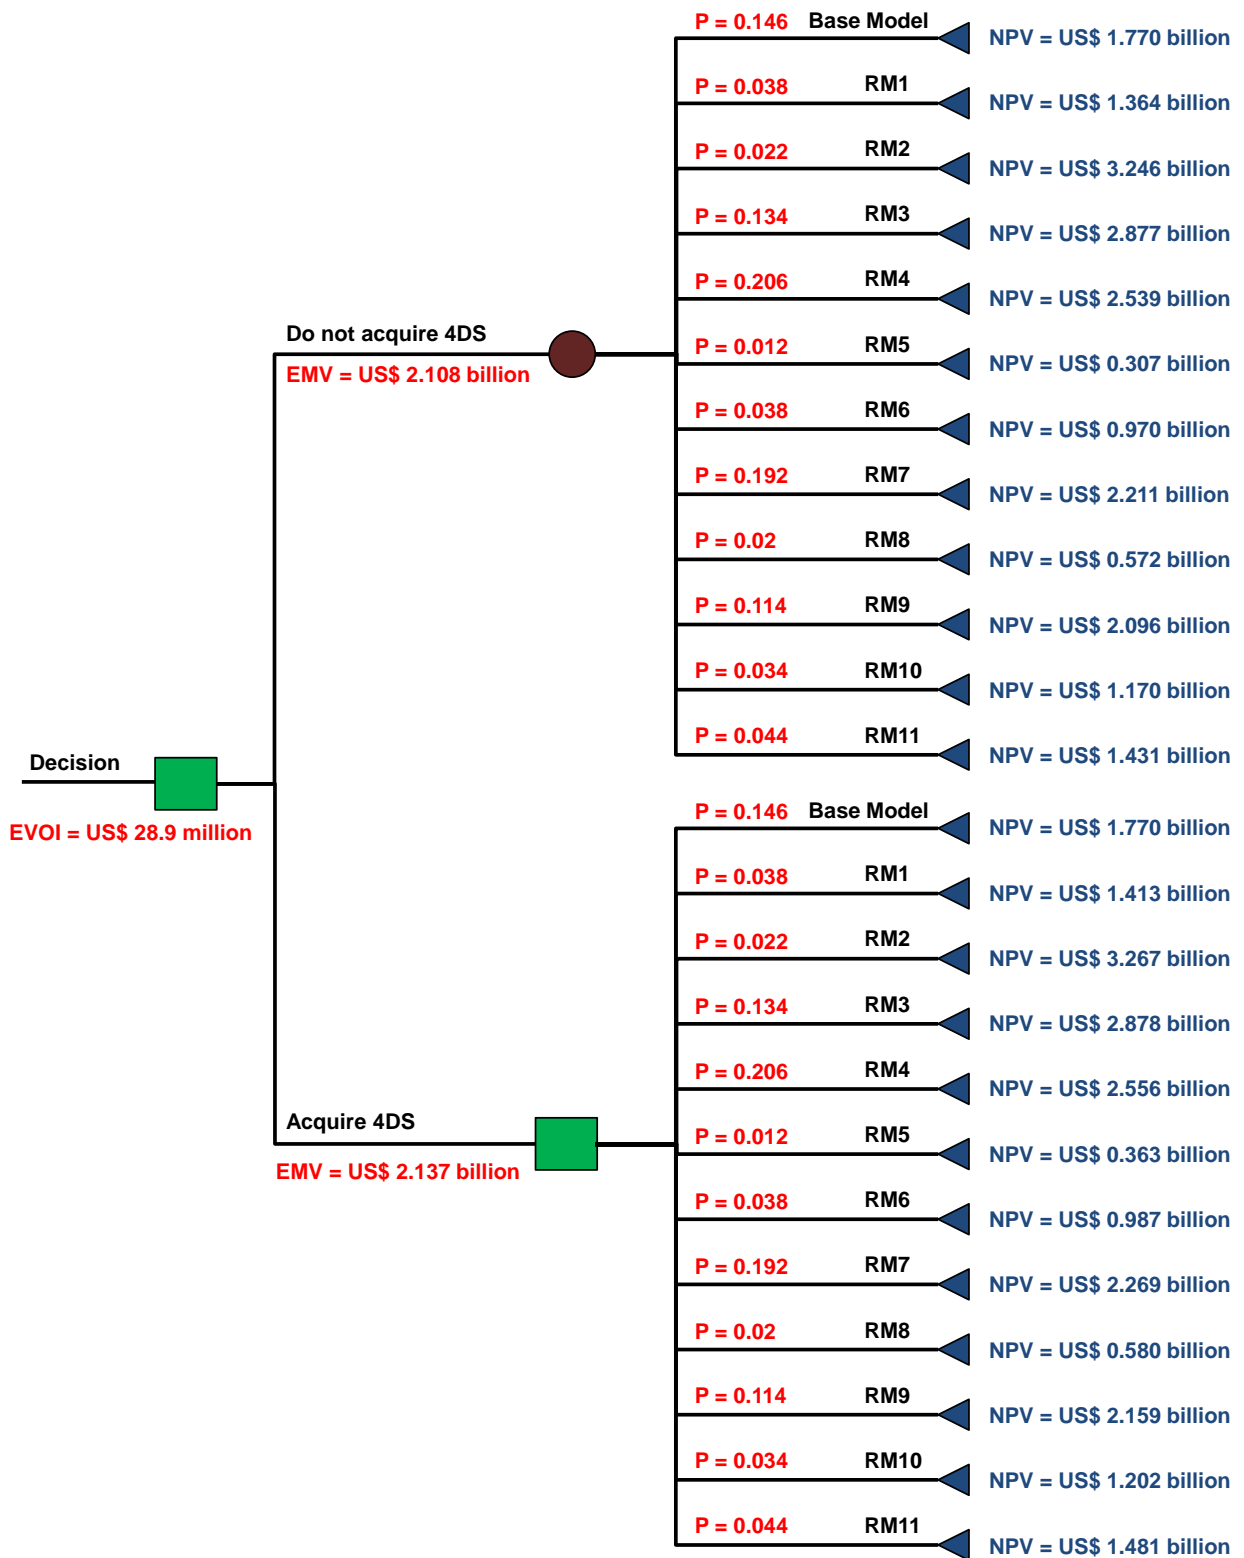 P = 0.146 Base Model
NPV = US$ 1.770 billion
P = 0.038 RM1
NPV = US$ 1.364 billion
P = 0.022 RM2
NPV = US$ 3.246 billion
P = 0.134 RM3
NPV = US$ 2.877 billion
P = 0.206 RM4
NPV = US$ 2.539 billion
Do not acquire 4DS
EMV = US$ 2.108 billion
P = 0.012 RM5
NPV = US$ 0.307 billion
P = 0.038 RM6
NPV = US$ 0.970 billion
P = 0.192 RM7
NPV = US$ 2.211 billion
P = 0.02 RM8
NPV = US$ 0.572 billion
P = 0.114 RM9
NPV = US$ 2.096 billion
P = 0.034 RM10
NPV = US$ 1.170 billion
P = 0.044 RM11
NPV = US$ 1.431 billion
Decision
EVOI = US$ 28.9 million
P = 0.146 Base Model
NPV = US$ 1.770 billion
P = 0.038 RM1
NPV = US$ 1.413 billion
P = 0.022 RM2
NPV = US$ 3.267 billion
P = 0.134 RM3
NPV = US$ 2.878 billion
P = 0.206 RM4
NPV = US$ 2.556 billion
Acquire 4DS
EMV = US$ 2.137 billion
P = 0.012 RM5
NPV = US$ 0.363 billion
P = 0.038 RM6
NPV = US$ 0.987 billion
P = 0.192 RM7
NPV = US$ 2.269 billion
P = 0.02 RM8
NPV = US$ 0.580 billion
P = 0.114 RM9
NPV = US$ 2.159 billion
P = 0.034 RM10
NPV = US$ 1.202 billion
P = 0.044 RM11
NPV = US$ 1.481 billion